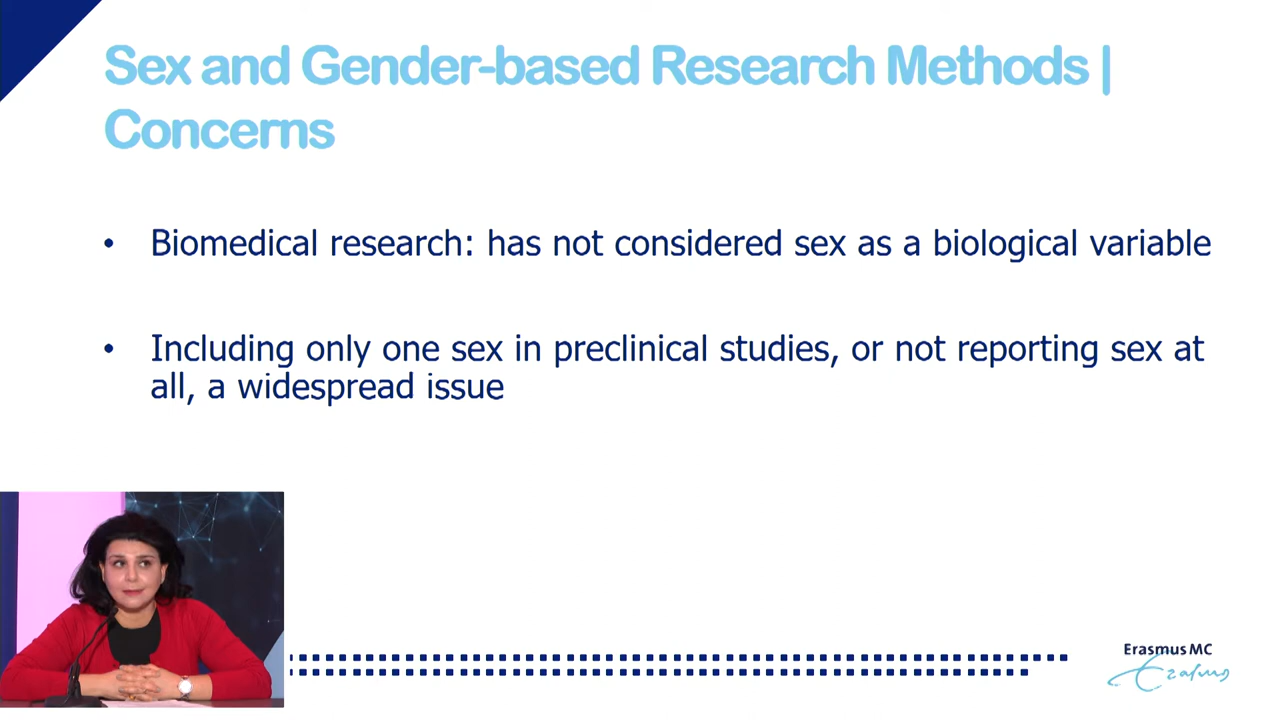 Sex and Gender-based Research Methods |
Concerns
• Biomedical research: has not considered sex as a biological variable
• Including only one sex in preclinical studies, or not reporting sex at
all, a widespread issue
Erasmus MC
Erasmus